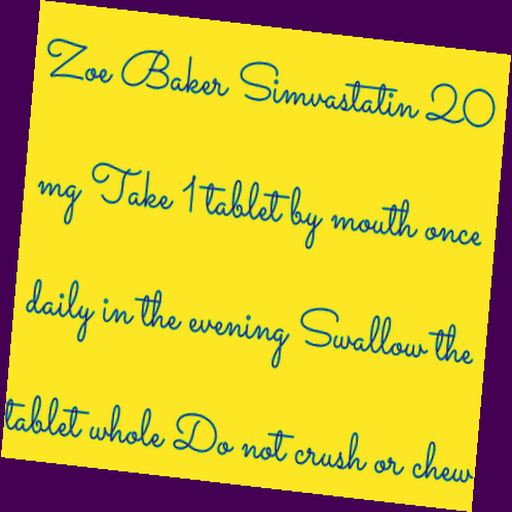 Zoe Baker Simvastatin 20
mg Take 1 tablet by mouth once
daily in the evening Swallow the
tablet whole Do not crush or chew